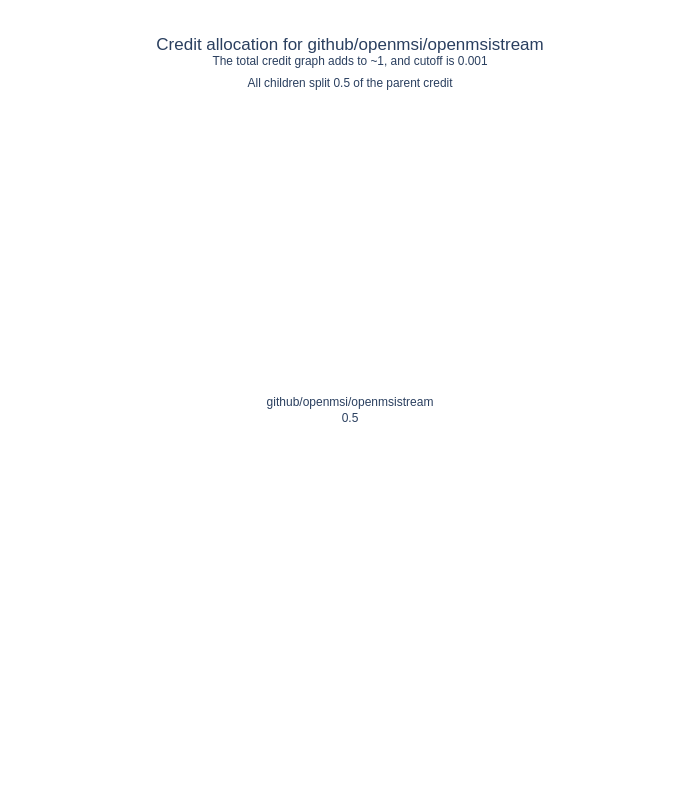 Credit allocation for github/openmsi/openmsistream
The total credit graph adds to ~1, and cutoff is 0.001
All children split 0.5 of the parent credit
github/openmsi/openmsistream
0.5